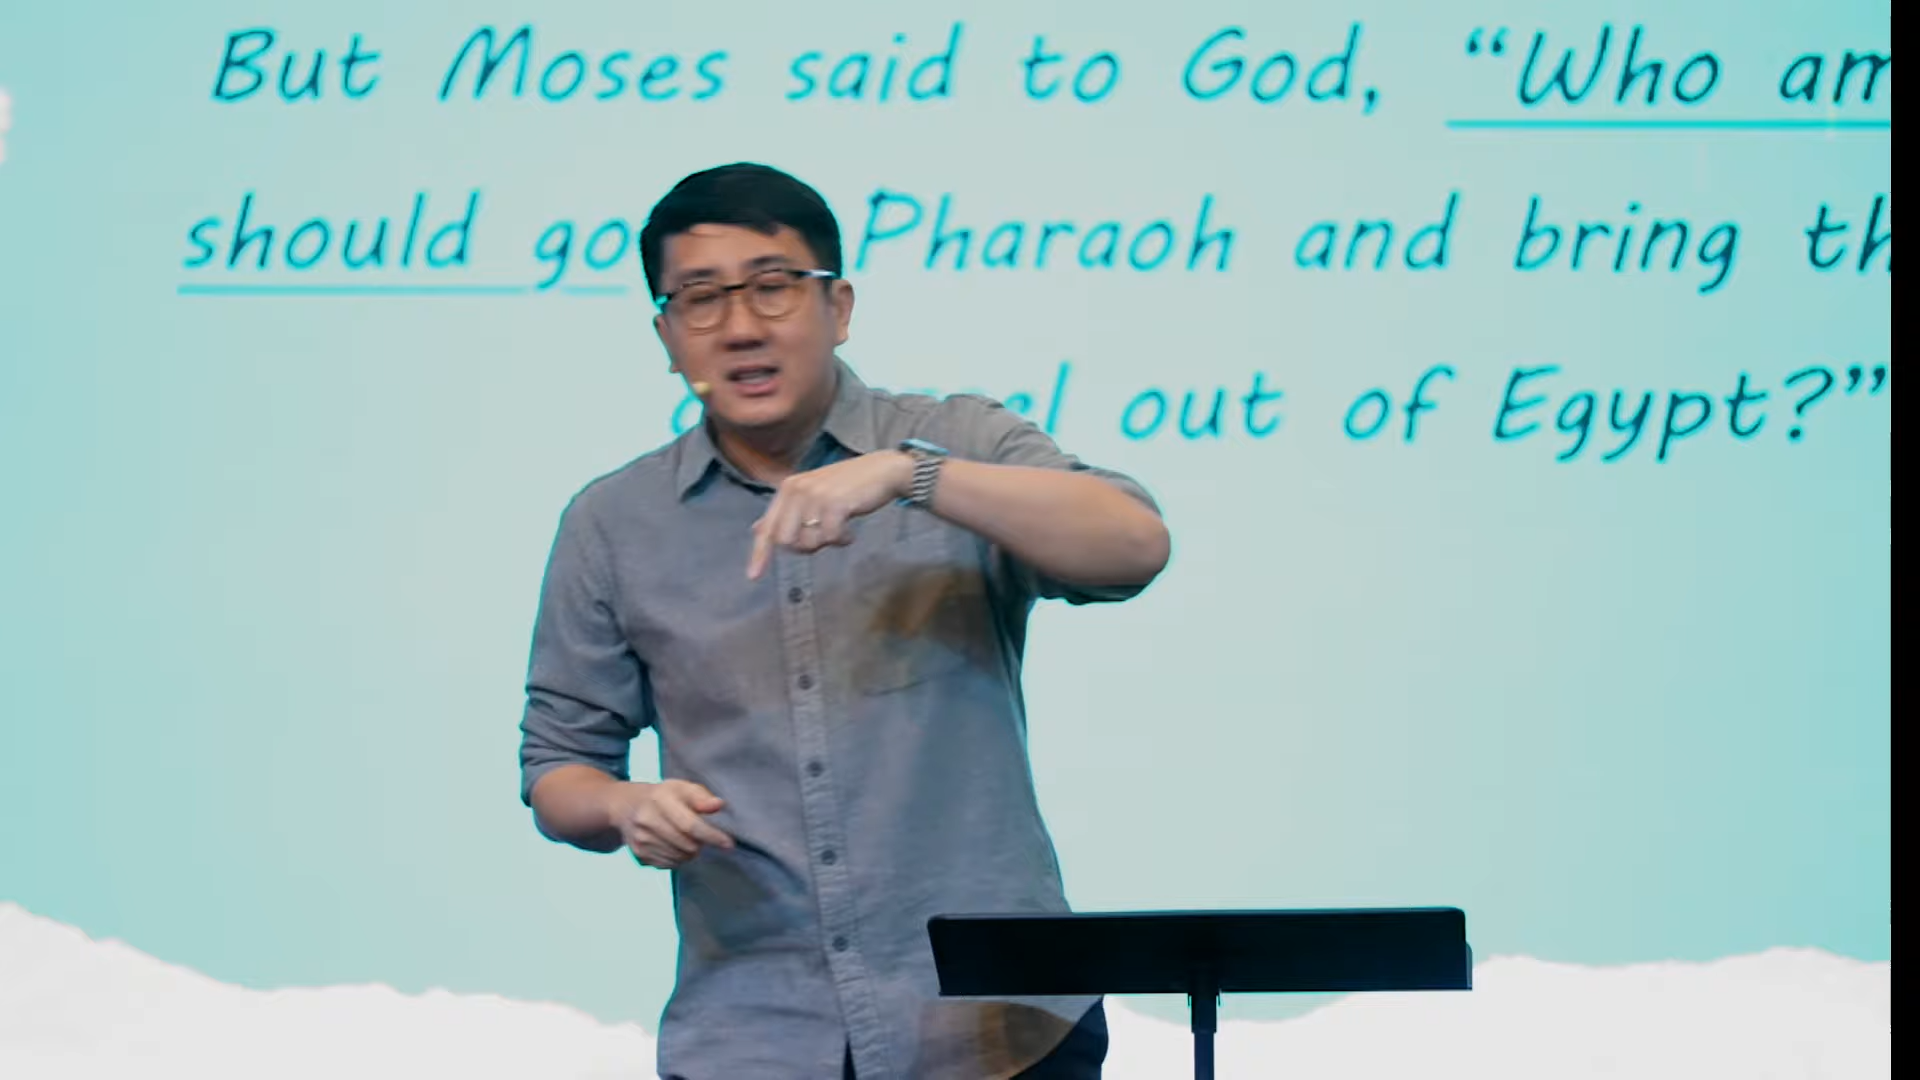 But Moses said to God, “Who am
should go Pharaoh and bring
out of Egypt?”